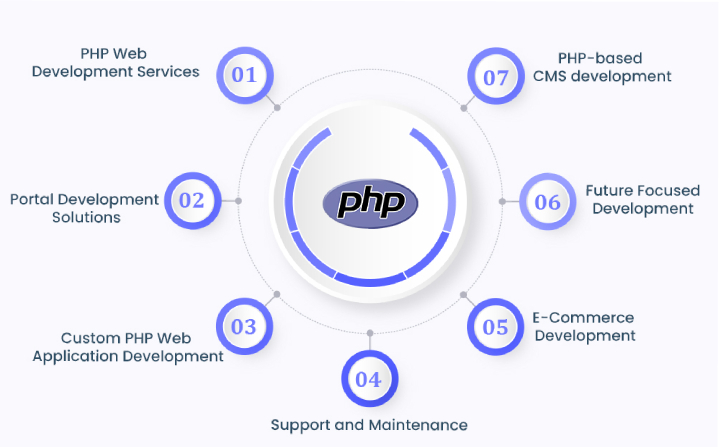 PHP Web
Development Services
01
Portal Development
Solutions
02
Custom PHP Web
Application Development
03
04
Support and Maintenance
05
E-Commerce
Development
06
Future Focused
Development
07
PHP-based
CMS development
php